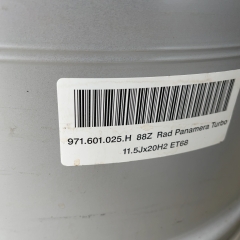 971.601.025.H 88Z Rad Panamera Turbo
11.5Jx20H2 ET68